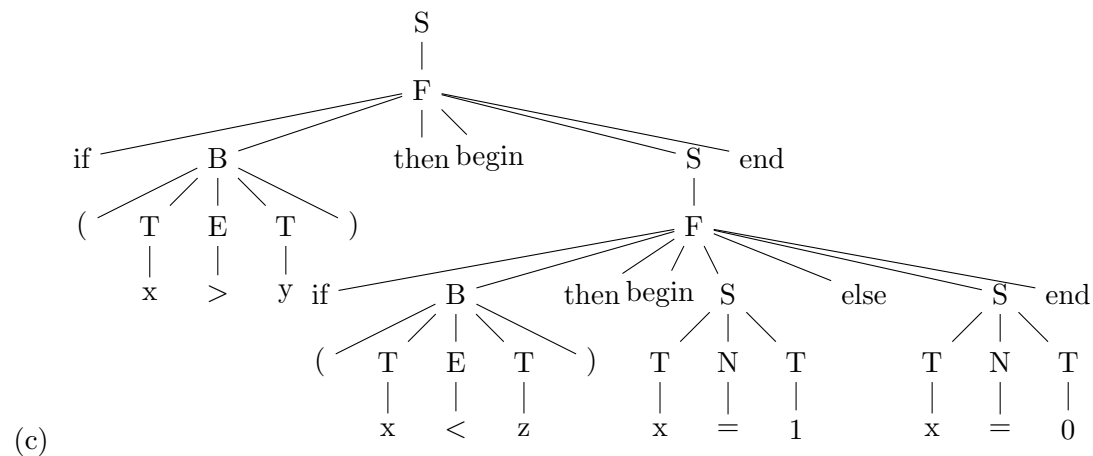 S
F
if B then begin S end
( T E T ) F
x > y if B then begin S else S end
( T E T ) T N T T N T
x < z x = 1 x = 0
(c)